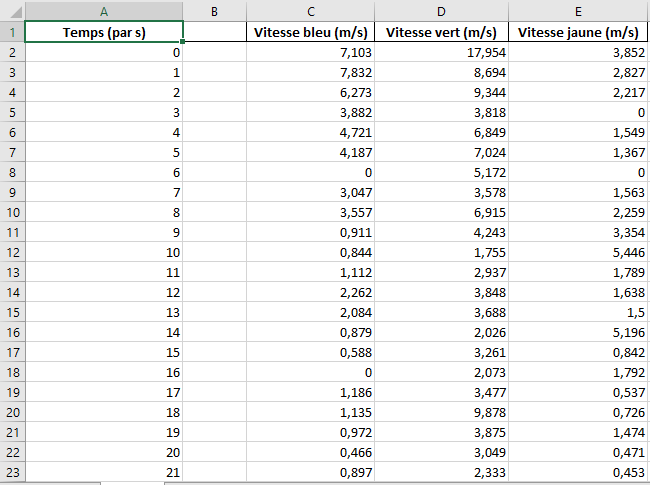 A B C D E
1 Temps (par s) Vitesse bleu (m/s) Vitesse vert (m/s) Vitesse jaune (m/s)
2 0 7,103 17,954 3,852
3 1 7,832 8,694 2,827
4 2 6,273 9,344 2,217
5 3 3,882 3,818 0
6 4 4,721 6,849 1,549
7 5 4,187 7,024 1,367
8 6 0 5,172 0
9 7 3,047 3,578 1,563
10 8 3,557 6,915 2,259
11 9 0,911 4,243 3,354
12 10 0,844 1,755 5,446
13 11 1,112 2,937 1,789
14 12 2,262 3,848 1,638
15 13 2,084 3,688 1,5
16 14 0,879 2,026 5,196
17 15 0,588 3,261 0,842
18 16 0 2,073 1,792
19 17 1,186 3,477 0,537
20 18 1,135 9,878 0,726
21 19 0,972 3,875 1,474
22 20 0,466 3,049 0,471
23 21 0,897 2,333 0,453